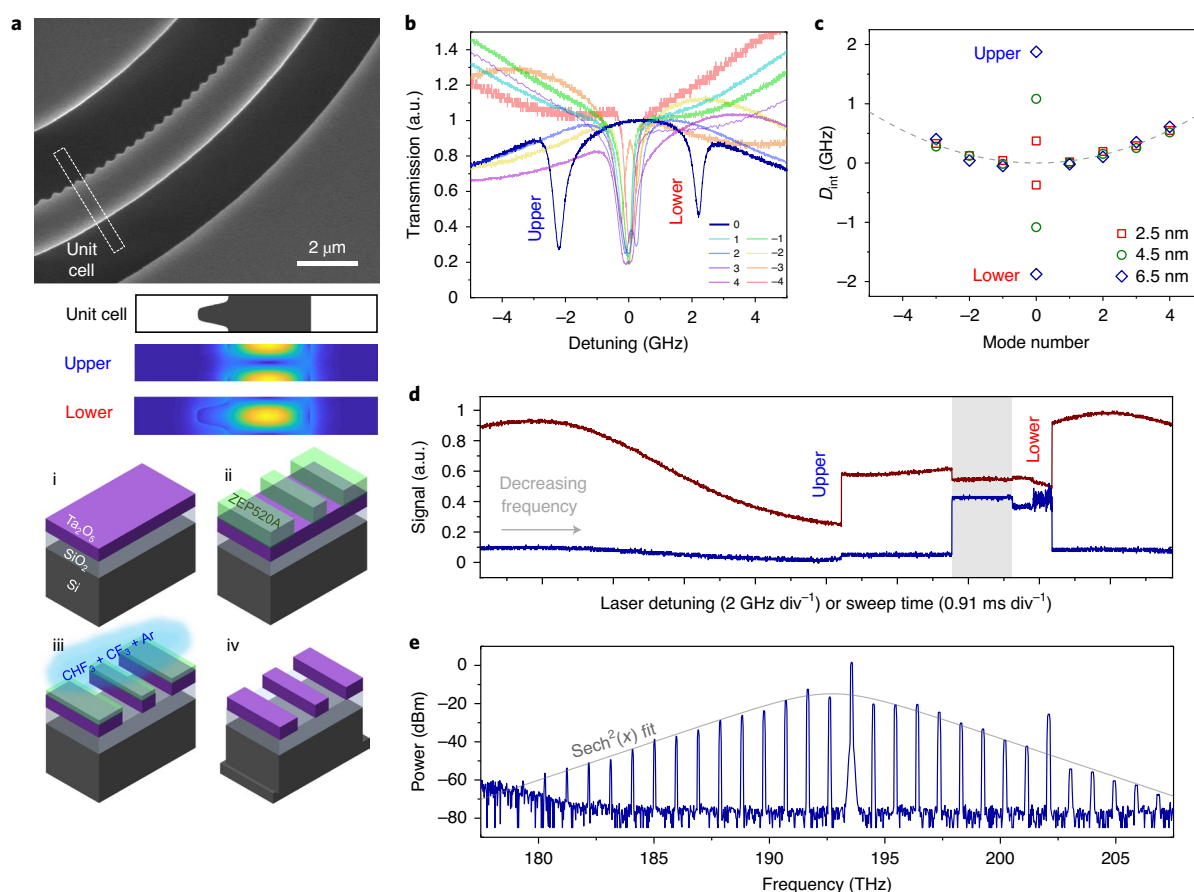 a
Unit
cell
2 μm
Unit cell
Upper
Lower
i
Ta₂O₅
SiO₂
Si
ii
ZEP520A
iii
CHF₃ + CF₃ + Ar
iv
b
Transmission (a.u.)
1.4
1.2
1.0
0.8
0.6
0.4
0.2
0
Upper
Lower
0
1
2
3
4
−1
−2
−3
−4
−4 −2 0 2 4
Detuning (GHz)
c
D_int (GHz)
2
1
0
−1
−2
Upper
Lower
2.5 nm
4.5 nm
6.5 nm
−4 −2 0 2 4
Mode number
d
Signal (a.u.)
1
0.8
0.6
0.4
0.2
0
Decreasing
frequency
Upper
Lower
Laser detuning (2 GHz div⁻¹) or sweep time (0.91 ms div⁻¹)
e
Power (dBm)
0
−20
−40
−60
−80
Sech²(x) fit
180 185 190 195 200 205
Frequency (THz)